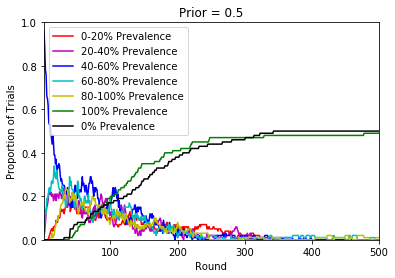 Prior = 0.5
Proportion of Trials
1.0
0.8
0.6
0.4
0.2
0.0
0-20% Prevalence
20-40% Prevalence
40-60% Prevalence
60-80% Prevalence
80-100% Prevalence
100% Prevalence
0% Prevalence
100
200
300
400
500
Round